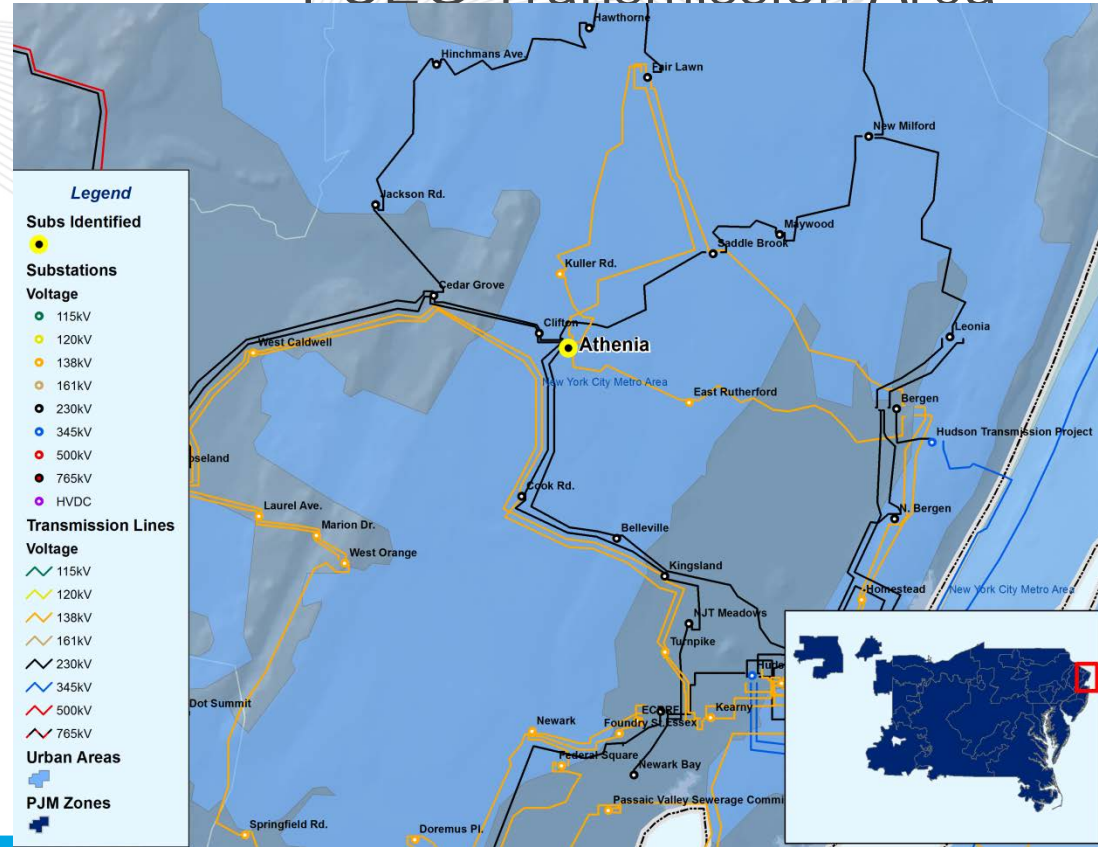 PSEG Transmission Area
Hawthorne
Hinchmans Ave.
Fair Lawn
New Milford
Jackson Rd.
Maywood
Saddle Brook
Kuller Rd.
Cedar Grove
Clifton
Athenia
Leonia
West Caldwell
New York City Metro Area
East Rutherford
Bergen
Hudson Transmission Project
oseland
Laurel Ave.
Cook Rd.
N. Bergen
Marion Dr.
Belleville
West Orange
Kingsland
New York City Metro Area
Homestead
NJT Meadows
Turnpike
Hudso
Dot Summit
Newark
Foundry St.
Essex
Kearny
Federal Square
Newark Bay
Passaic Valley Sewerage Commi
Springfield Rd.
Doremus Pl.
Legend
Subs Identified
Substations
Voltage
115kV
120kV
138kV
161kV
230kV
345kV
500kV
765kV
HVDC
Transmission Lines
Voltage
115kV
120kV
138kV
161kV
230kV
345kV
500kV
765kV
Urban Areas
PJM Zones